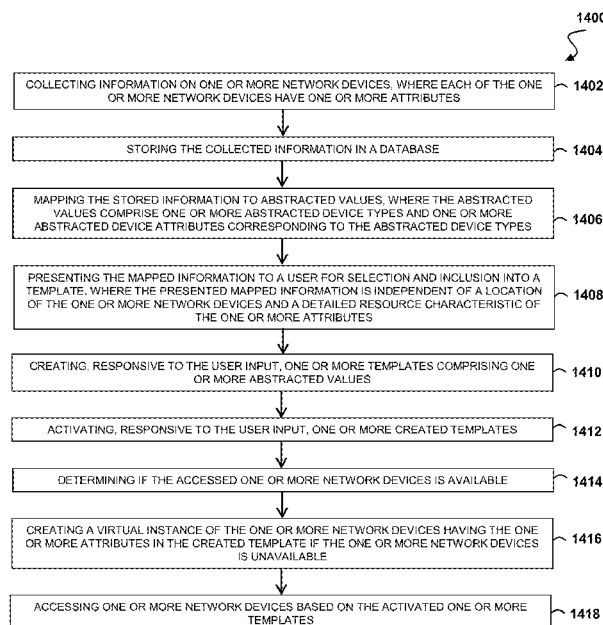 1400
COLLECTING INFORMATION ON ONE OR MORE NETWORK DEVICES, WHERE EACH OF THE ONE
OR MORE NETWORK DEVICES HAVE ONE OR MORE ATTRIBUTES
1402
STORING THE COLLECTED INFORMATION IN A DATABASE
1404
MAPPING THE STORED INFORMATION TO ABSTRACTED VALUES, WHERE THE ABSTRACTED
VALUES COMPRISE ONE OR MORE ABSTRACTED DEVICE TYPES AND ONE OR MORE
ABSTRACTED DEVICE ATTRIBUTES CORRESPONDING TO THE ABSTRACTED DEVICE TYPES
1406
PRESENTING THE MAPPED INFORMATION TO A USER FOR SELECTION AND INCLUSION INTO A
TEMPLATE, WHERE THE PRESENTED MAPPED INFORMATION IS INDEPENDENT OF A LOCATION
OF THE ONE OR MORE NETWORK DEVICES AND A DETAILED RESOURCE CHARACTERISTIC OF
THE ONE OR MORE ATTRIBUTES
1408
CREATING, RESPONSIVE TO THE USER INPUT, ONE OR MORE TEMPLATES COMPRISING ONE
OR MORE ABSTRACTED VALUES
1410
ACTIVATING, RESPONSIVE TO THE USER INPUT, ONE OR MORE CREATED TEMPLATES
1412
DETERMINING IF THE ACCESSED ONE OR MORE NETWORK DEVICES IS AVAILABLE
1414
CREATING A VIRTUAL INSTANCE OF THE ONE OR MORE NETWORK DEVICES HAVING THE ONE
OR MORE ATTRIBUTES IN THE CREATED TEMPLATE IF THE ONE OR MORE NETWORK DEVICES
IS UNAVAILABLE
1416
ACCESSING ONE OR MORE NETWORK DEVICES BASED ON THE ACTIVATED ONE OR MORE
TEMPLATES
1418